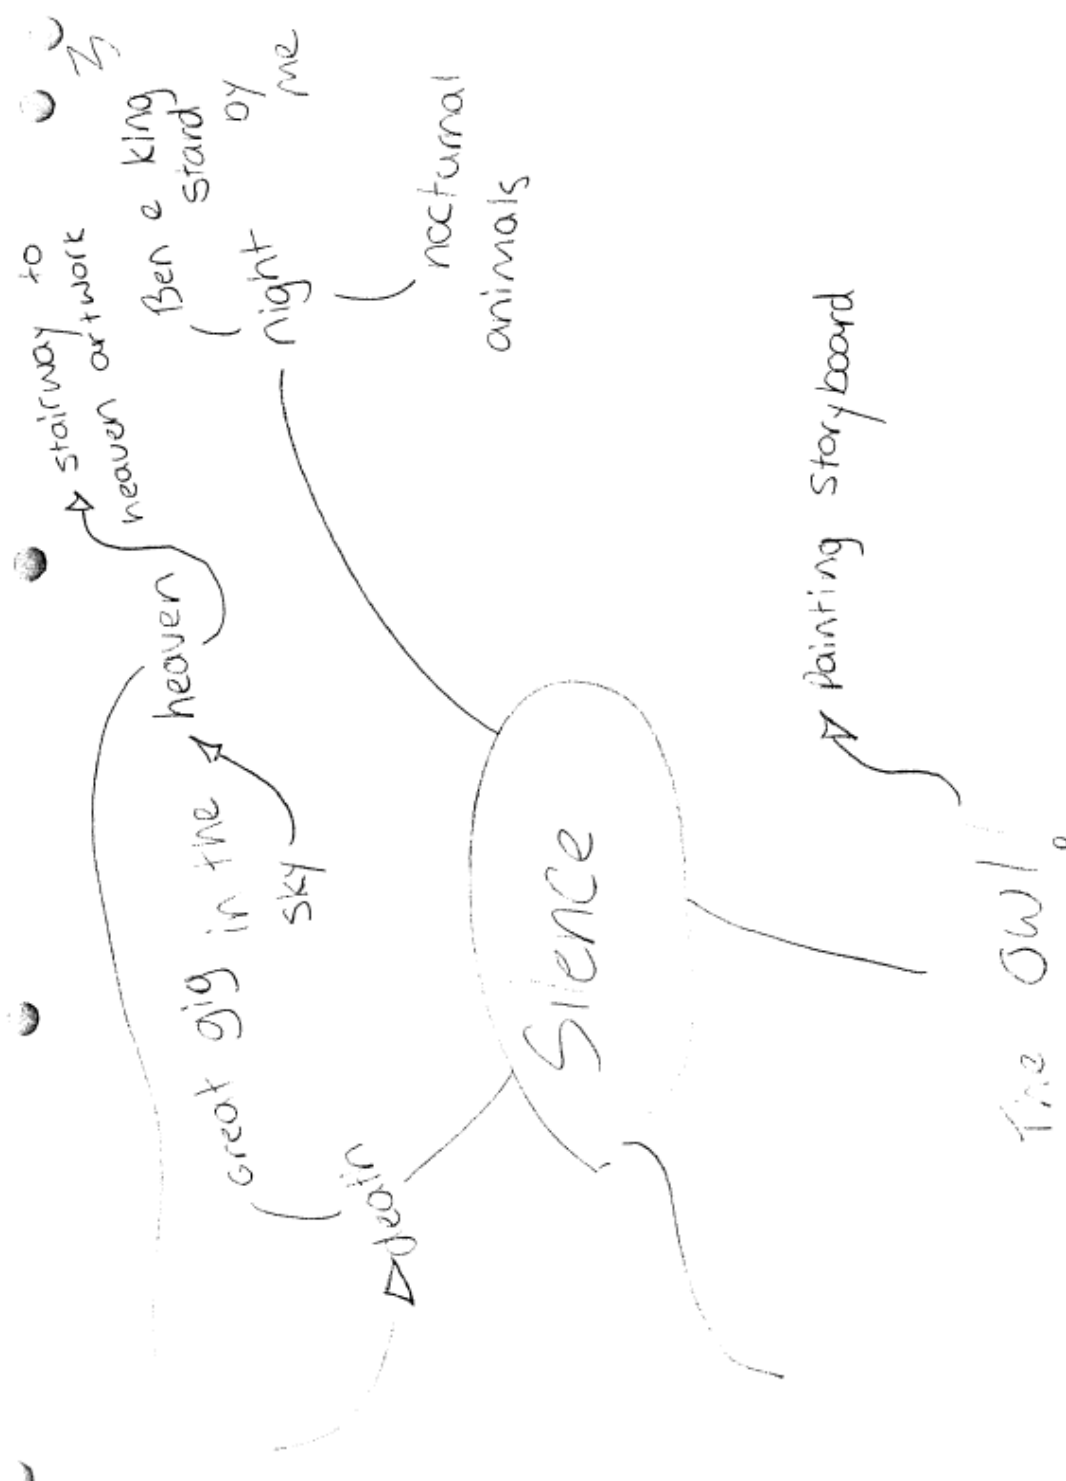 stairway to
heaven artwork
Ben e King
stand
by
me
night
nocturnal
animals
heaven
Great gig in the
sky
death
Silence
Painting Storyboard
The Owl.